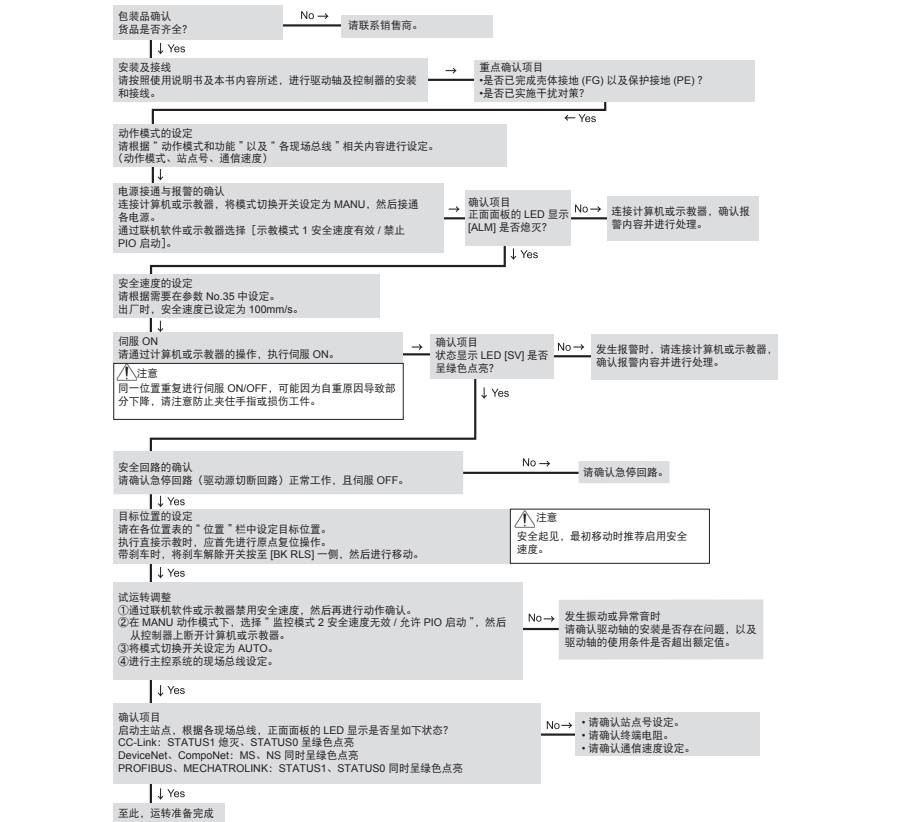 包装品确认
货品是否齐全?
No →
请联系销售商。
↓ Yes
安装及接线
请按照使用说明书及本书内容所述，进行驱动轴及控制器的安装
和接线。
→
重点确认项目
•是否已完成壳体接地 (FG) 以及保护接地 (PE) ?
•是否已实施干扰对策?
← Yes
动作模式的设定
请根据＂动作模式和功能＂以及＂各现场总线＂相关内容进行设定。
（动作模式、站点号、通信速度）
↓
电源接通与报警的确认
连接计算机或示教器，将模式切换开关设定为 MANU，然后接通
各电源。
通过联机软件或示教器选择［示教模式 1 安全速度有效 / 禁止
PIO 启动]。
→
确认项目
正面面板的 LED 显示
[ALM] 是否熄灭？
No →
连接计算机或示教器，确认报
警内容并进行处理。
↓ Yes
安全速度的设定
请根据需要在参数 No.35 中设定。
出厂时，安全速度已设定为 100mm/s。
↓
伺服 ON
请通过计算机或示教器的操作，执行伺服 ON。
→
确认项目
状态显示 LED [SV] 是否
呈绿色点亮？
No →
发生报警时，请连接计算机或示教器，
确认报警内容并进行处理。
注意
同一位置重复进行伺服 ON/OFF，可能因为自重原因导致部
分下降，请注意防止夹住手指或损伤工件。
↓ Yes
安全回路的确认
请确认急停回路（驱动源切断回路）正常工作，且伺服 OFF。
No →
请确认急停回路。
↓ Yes
目标位置的设定
请在各位置表的＂位置＂栏中设定目标位置。
执行直接示教时，应首先进行原点复位操作。
带刹车时，将刹车解除开关按至 [BK RLS] 一侧，然后进行移动。
注意
安全起见，最初移动时推荐启用安全
速度。
↓ Yes
试运转调整
①通过联机软件或示教器禁用安全速度，然后再进行动作确认。
②在 MANU 动作模式下，选择＂监控模式 2 安全速度无效 / 允许 PIO 启动＂，然后
从控制器上断开计算机或示教器。
③将模式切换开关设定为 AUTO。
④进行主控系统的现场总线设定。
No →
发生振动或异常音时
请确认驱动轴的安装是否存在问题，以及
驱动轴的使用条件是否超出额定值。
↓ Yes
确认项目
启动主站点，根据各现场总线，正面面板的 LED 显示是否呈如下状态?
CC-Link：STATUS1 熄灭、STATUS0 呈绿色点亮
DeviceNet、CompoNet：MS、NS 同时呈绿色点亮
PROFIBUS、MECHATROLINK：STATUS1、STATUS0 同时呈绿色点亮
No →
• 请确认站点号设定。
• 请确认终端电阻。
• 请确认通信速度设定。
↓ Yes
至此，运转准备完成